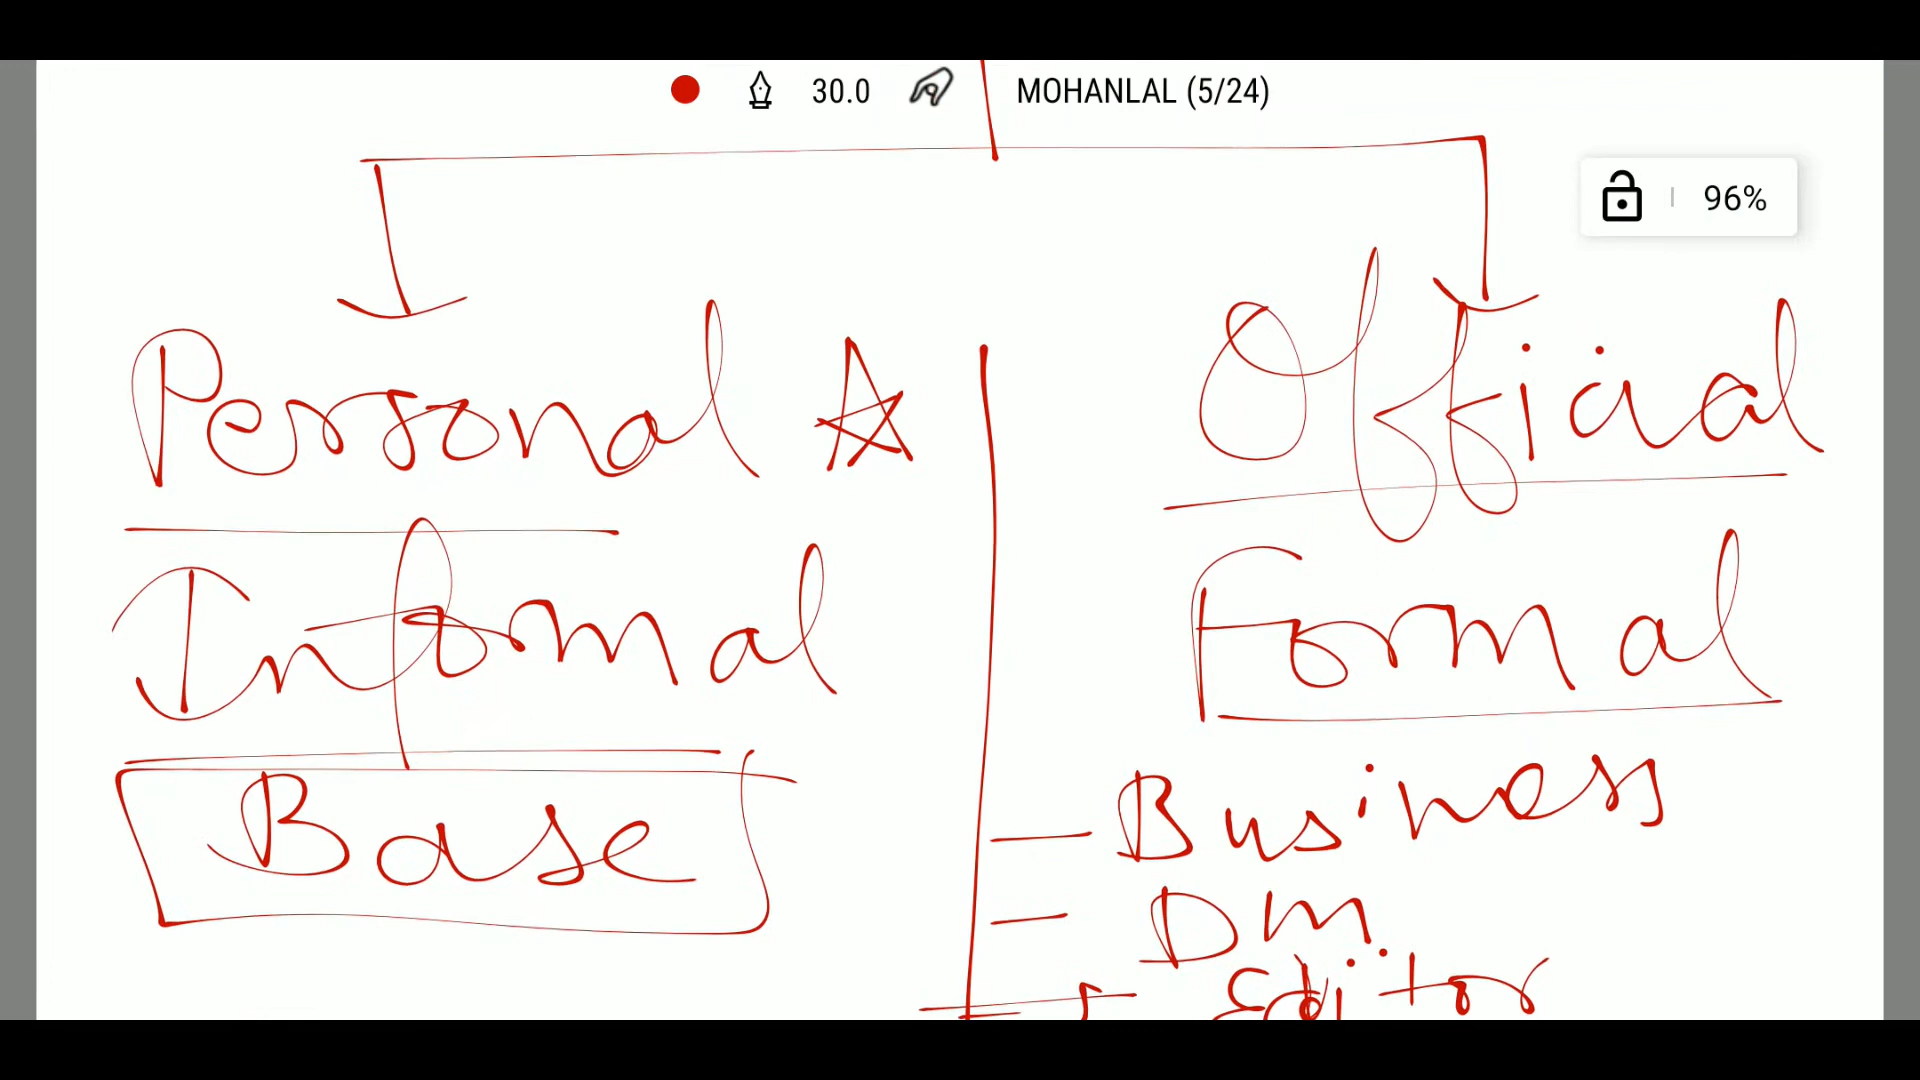 30.0 MOHANLAL (5/24)
96%
Personal Official
Informal Formal
Base
- Business
- DM
Editor